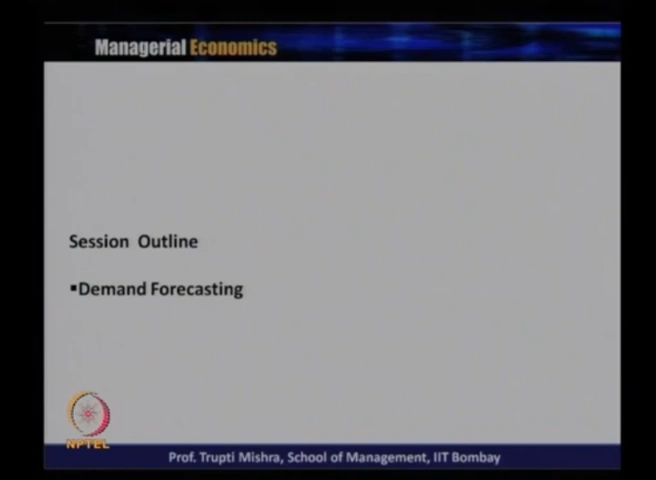 Managerial Economics
Session Outline
▪Demand Forecasting
NPTEL
Prof. Trupti Mishra, School of Management, IIT Bombay